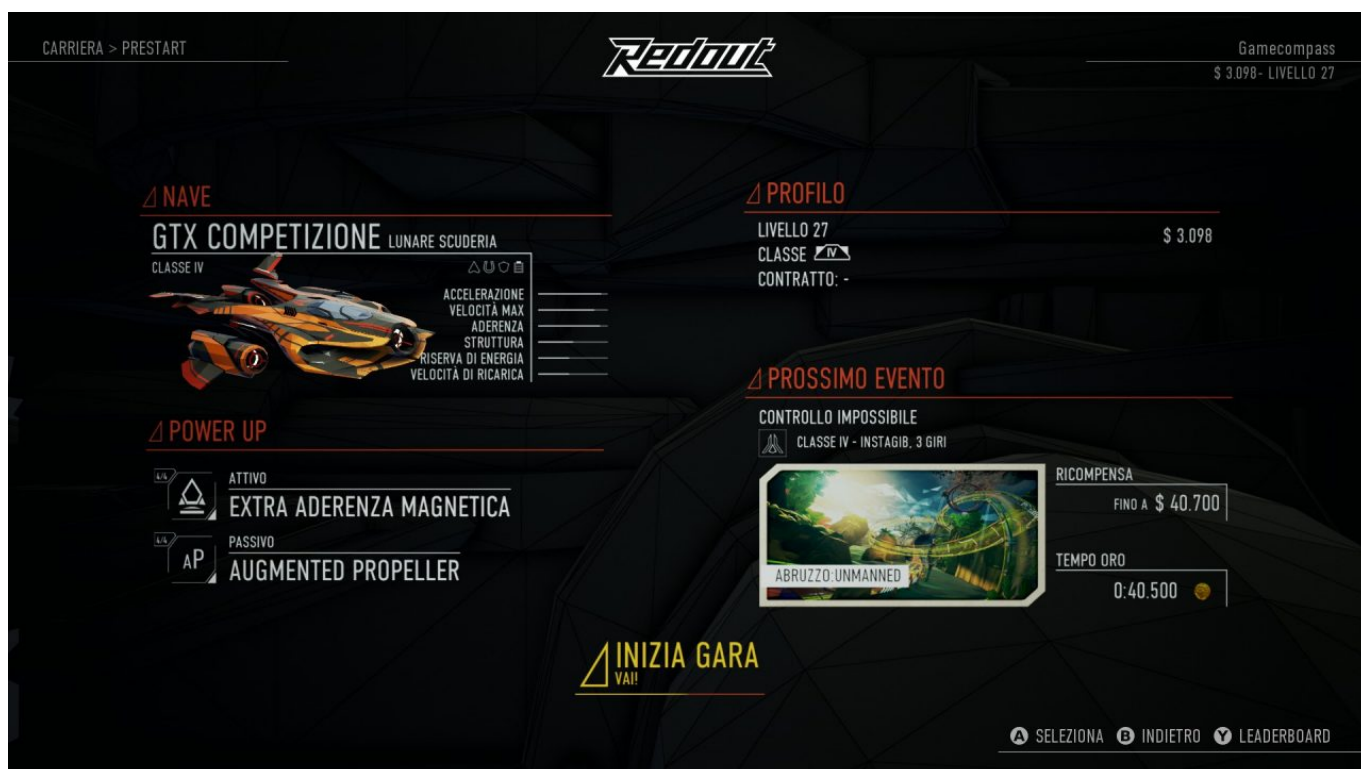 CARRIERA > PRESTART
Redout
Gamecompass
$ 3.098- LIVELLO 27
NAVE
GTX COMPETIZIONE LUNARE SCUDERIA
CLASSE IV
ACCELERAZIONE
VELOCITÀ MAX
ADERENZA
STRUTTURA
RISERVA DI ENERGIA
VELOCITÀ DI RICARICA
POWER UP
4/4
ATTIVO
EXTRA ADERENZA MAGNETICA
4/4
AP
PASSIVO
AUGMENTED PROPELLER
PROFILO
LIVELLO 27
$ 3.098
CLASSE IV
CONTRATTO: -
PROSSIMO EVENTO
CONTROLLO IMPOSSIBILE
CLASSE IV - INSTAGIB, 3 GIRI
ABRUZZO:UNMANNED
RICOMPENSA
FINO A $ 40.700
TEMPO ORO
0:40.500
INIZIA GARA
VAI!
A SELEZIONA B INDIETRO Y LEADERBOARD